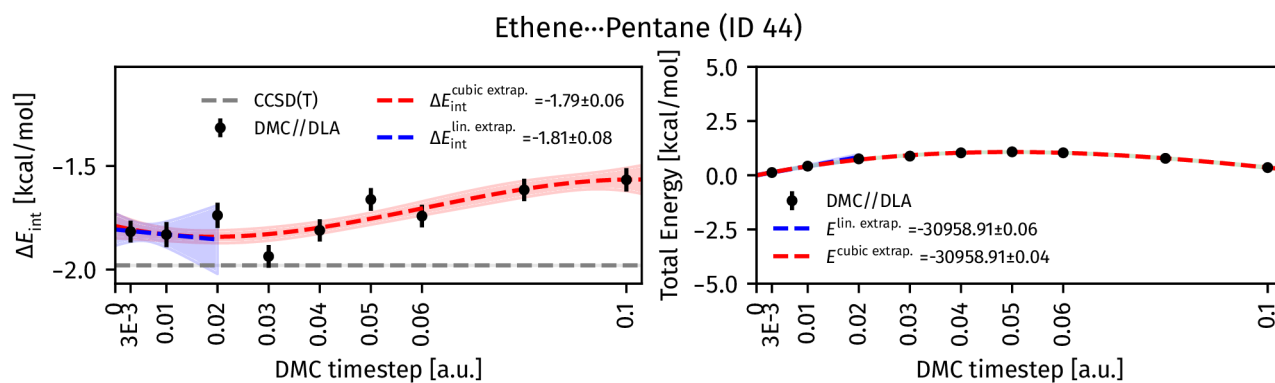 Ethene···Pentane (ID 44)
ΔE_int [kcal/mol]
−1.5
−2.0
CCSD(T)
DMC//DLA
ΔE_int^cubic extrap. =-1.79±0.06
ΔE_int^lin. extrap. =-1.81±0.08
0
3E-3
0.01
0.02
0.03
0.04
0.05
0.06
0.1
DMC timestep [a.u.]
Total Energy [kcal/mol]
5.0
2.5
0.0
−2.5
−5.0
DMC//DLA
E^lin. extrap. =-30958.91±0.06
E^cubic extrap. =-30958.91±0.04
0
3E-3
0.01
0.02
0.03
0.04
0.05
0.06
0.1
DMC timestep [a.u.]